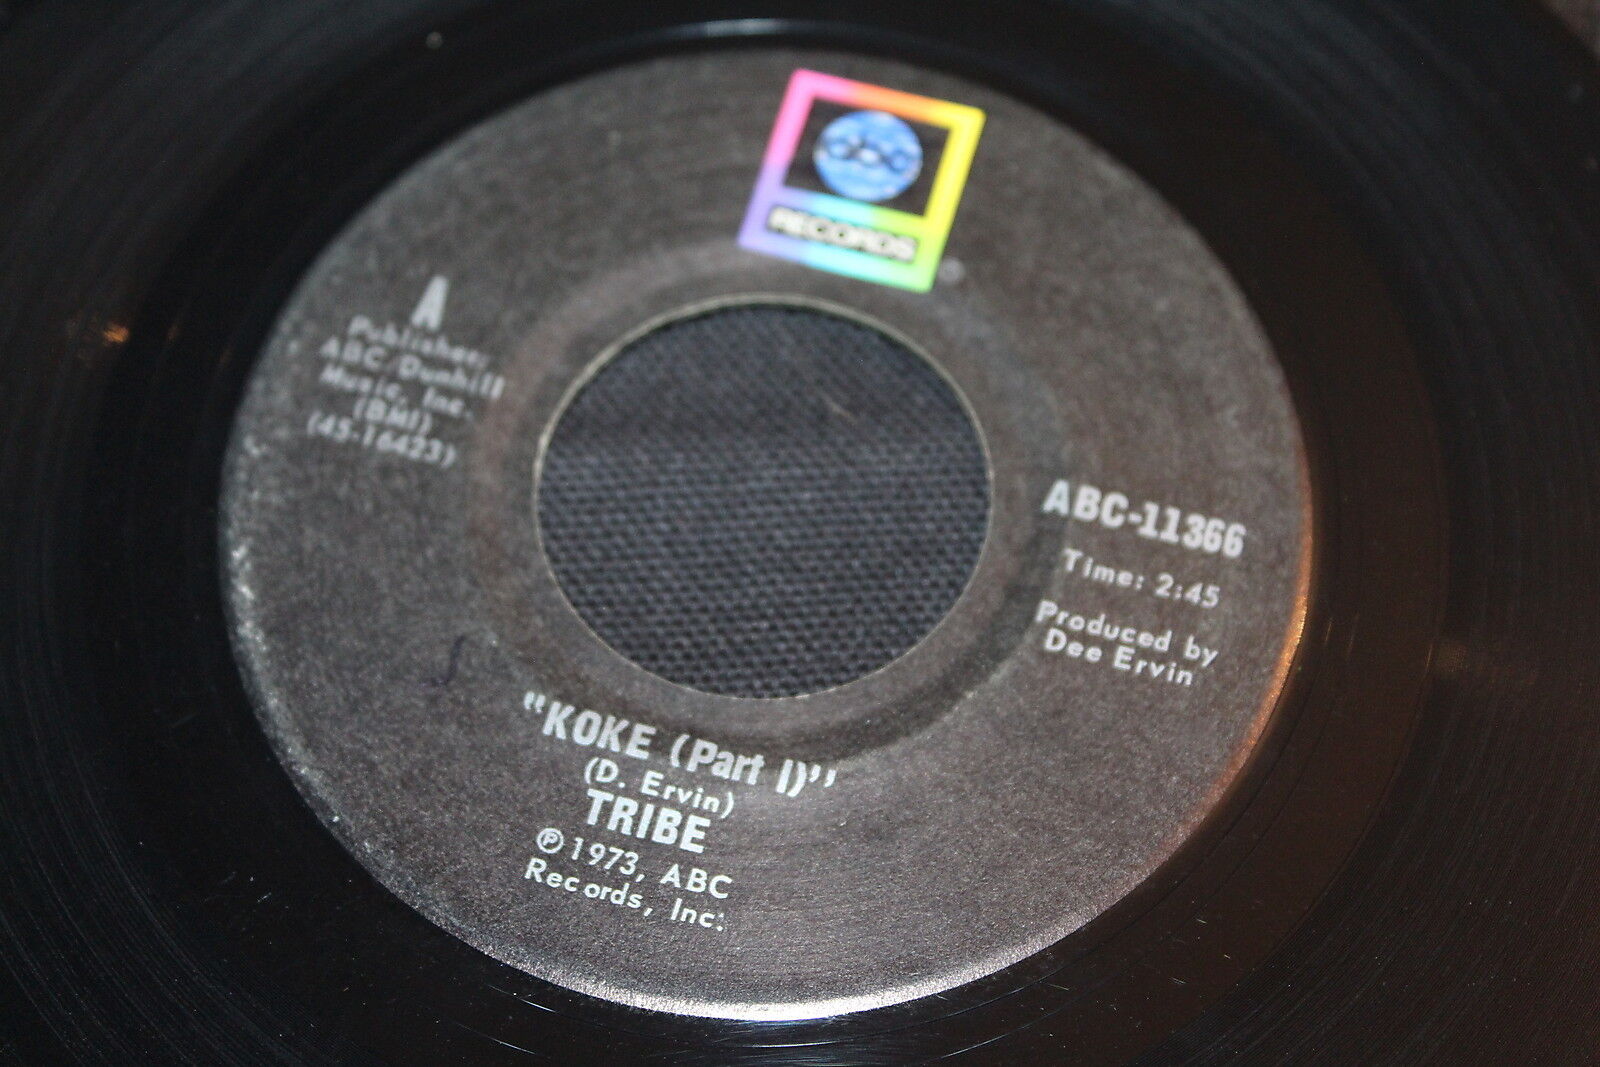 abc
RECORDS
A
Publisher:
ABC/Dunhill
Music, Inc.
(BMI)
(45-16423)
ABC-11366
Time: 2:45
Produced by
Dee Ervin
"KOKE (Part I)"
(D. Ervin)
TRIBE
℗ 1973, ABC
Records, Inc.